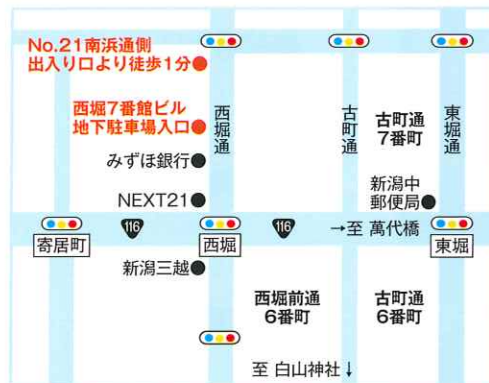 No.21南浜通側
出入り口より徒歩1分
西堀7番館ビル
地下駐車場入口
みずほ銀行
NEXT21
西堀通
古町通
古町通
7番町
東堀通
新潟中
郵便局
116
116
→至 萬代橋
寄居町
西堀
東堀
新潟三越
西堀前通
6番町
古町通
6番町
至 白山神社↓